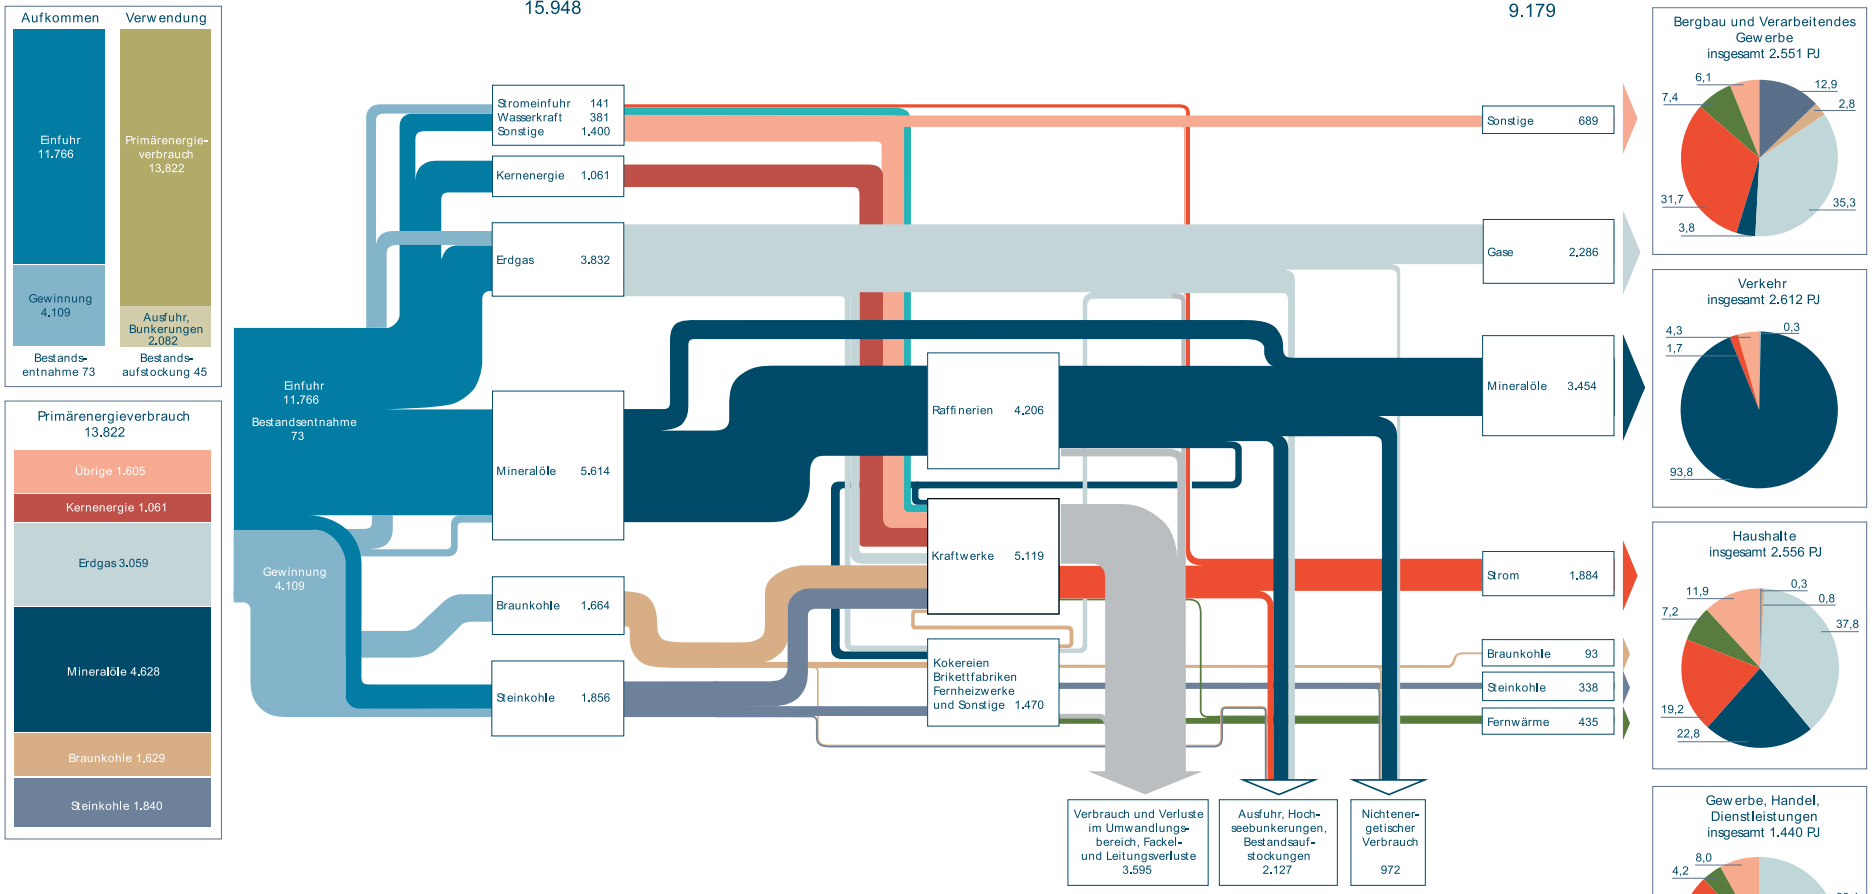 15.948
9.179
Aufkommen
Verwendung
Einfuhr
11.766
Primärenergie-
verbrauch
13.822
Gewinnung
4.109
Ausfuhr,
Bunkerungen
2.082
Bestands-
entnahme 73
Bestands-
aufstockung 45
Primärenergieverbrauch
13.822
Übrige 1.605
Kernenergie 1.061
Erdgas 3.059
Mineralöle 4.628
Braunkohle 1.629
Steinkohle 1.840
Einfuhr
11.766
Bestandsentnahme
73
Gewinnung
4.109
Stromeinfuhr 141
Wasserkraft 381
Sonstige 1.400
Kernenergie 1.061
Erdgas 3.832
Mineralöle 5.614
Braunkohle 1.664
Steinkohle 1.856
Raffinerien 4.206
Kraftwerke 5.119
Kokereien
Brikettfabriken
Fernheizwerke
und Sonstige 1.470
Verbrauch und Verluste
im Umwandlungs-
bereich, Fackel-
und Leitungsverluste
3.595
Ausfuhr, Hoch-
seebunkerungen,
Bestandsauf-
stockungen
2.127
Nichtener-
getischer
Verbrauch
972
Sonstige 689
Gase 2.286
Mineralöle 3.454
Strom 1.884
Braunkohle 93
Steinkohle 338
Fernwärme 435
Bergbau und Verarbeitendes
Gewerbe
insgesamt 2.551 PJ
6,1
12,9
7,4
2,8
31,7
35,3
3,8
Verkehr
insgesamt 2.612 PJ
4,3
0,3
1,7
93,8
Haushalte
insgesamt 2.556 PJ
11,9
0,3
0,8
7,2
37,8
19,2
22,8
Gewerbe, Handel,
Dienstleistungen
insgesamt 1.440 PJ
8,0
4,2